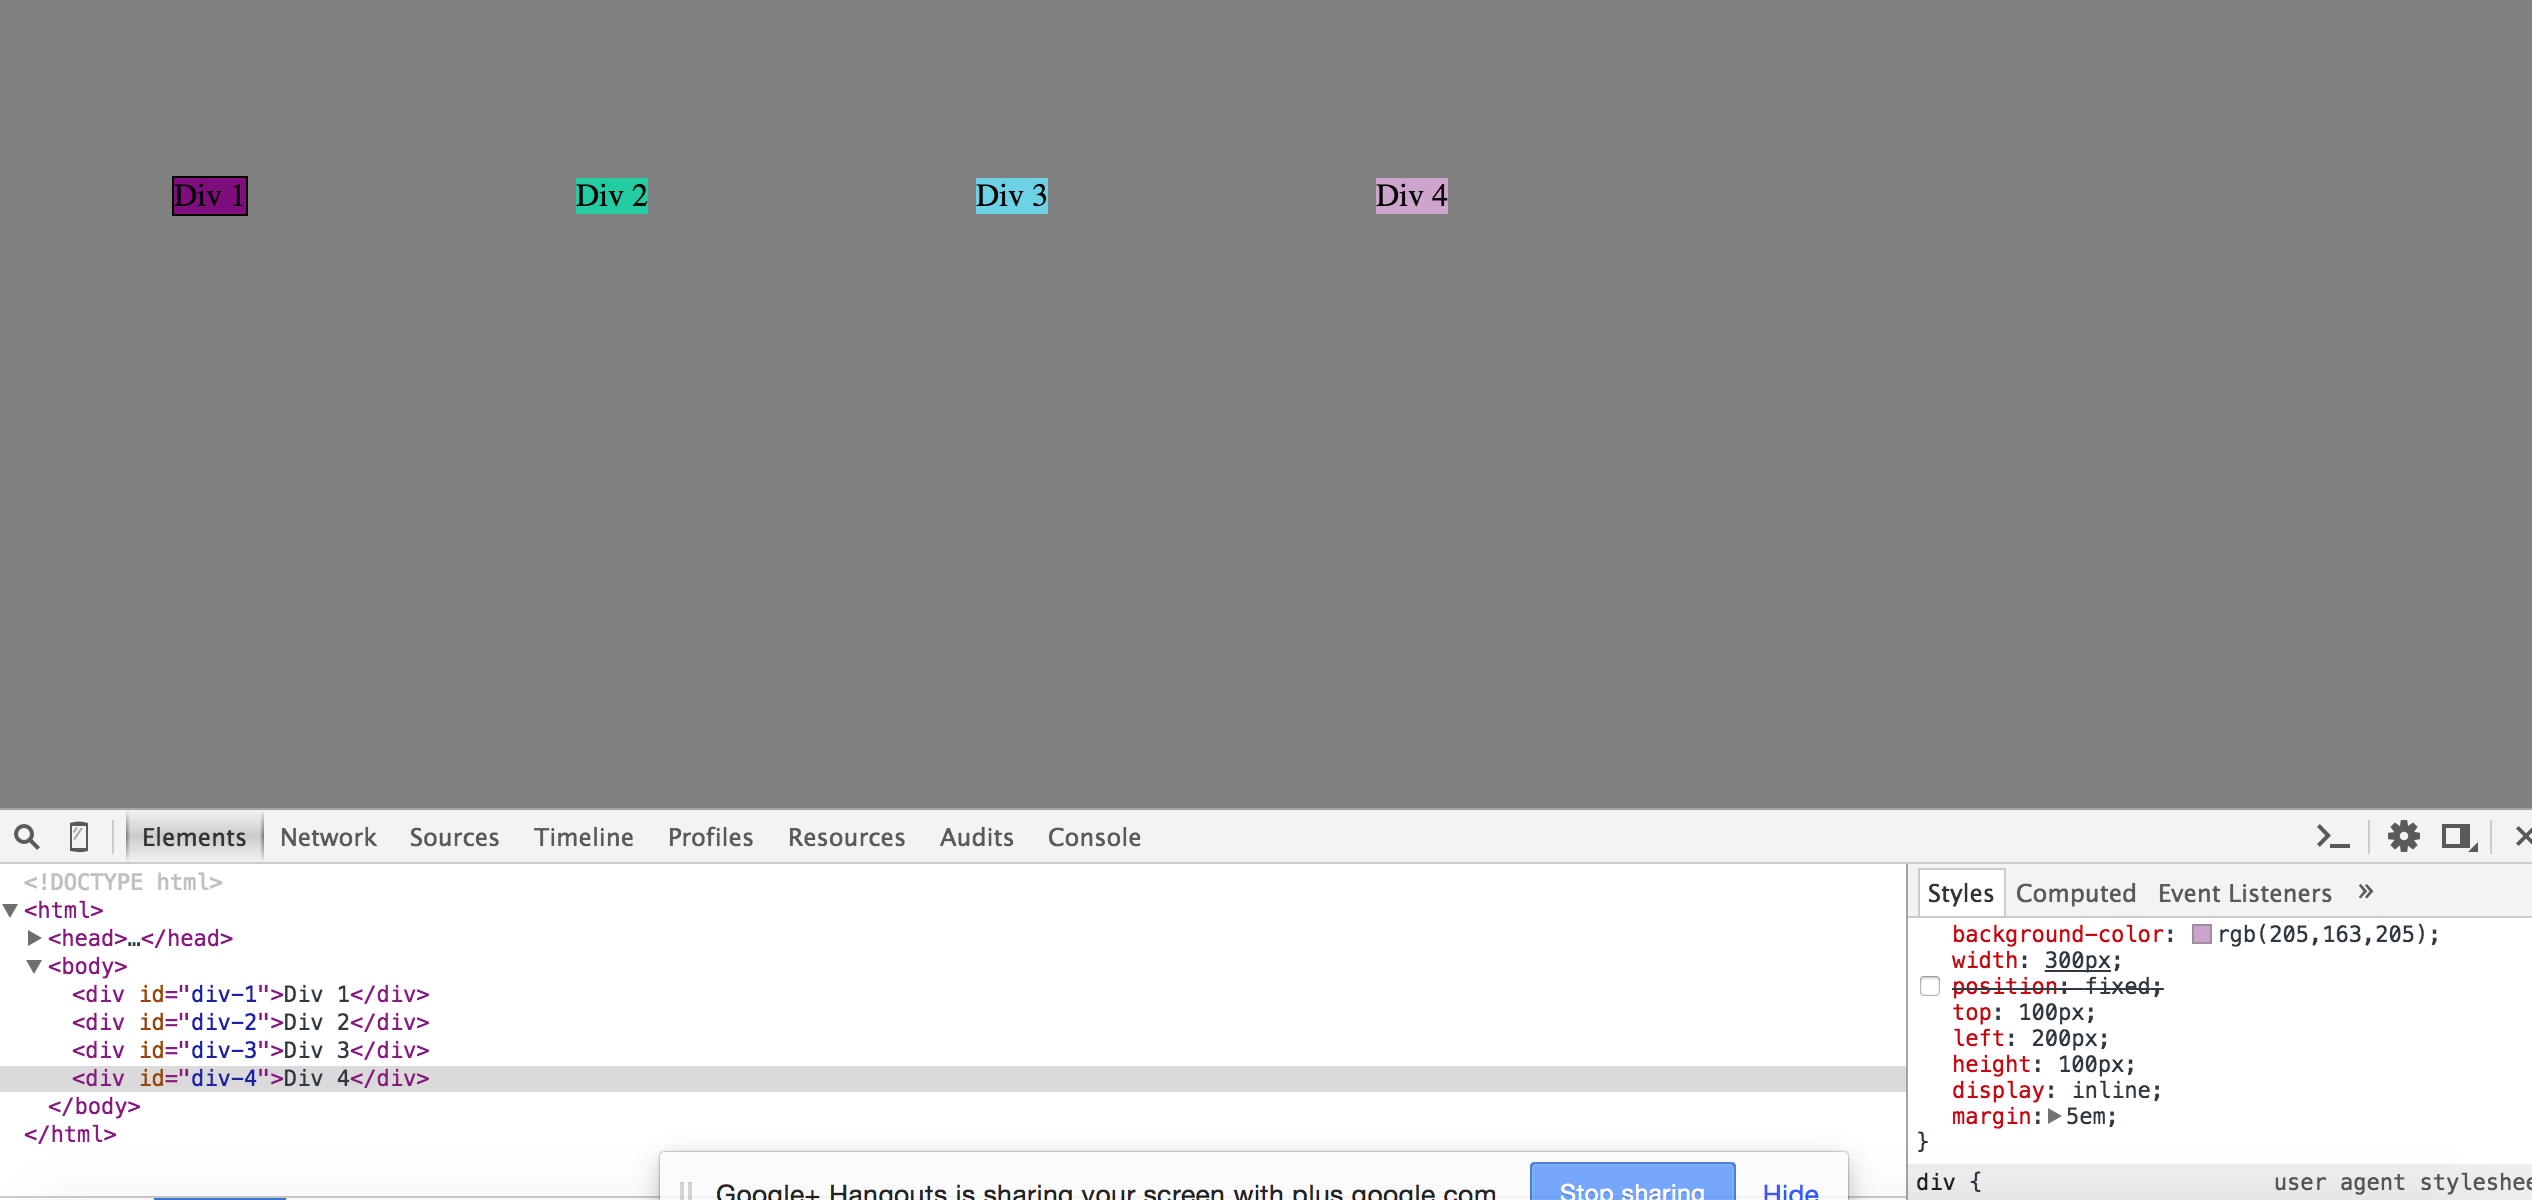 Div 1 Div 2 Div 3 Div 4
Elements Network Sources Timeline Profiles Resources Audits Console
<!DOCTYPE html>
<html>
<head>…</head>
<body>
<div id="div-1">Div 1</div>
<div id="div-2">Div 2</div>
<div id="div-3">Div 3</div>
<div id="div-4">Div 4</div>
</body>
</html>
Styles Computed Event Listeners »
background-color: rgb(205,163,205);
width: 300px;
position: fixed;
top: 100px;
left: 200px;
height: 100px;
display: inline;
margin: 5em;
}
div { user agent styleshee
Google+ Hangouts is sharing your screen with plus.google.com Stop sharing Hide